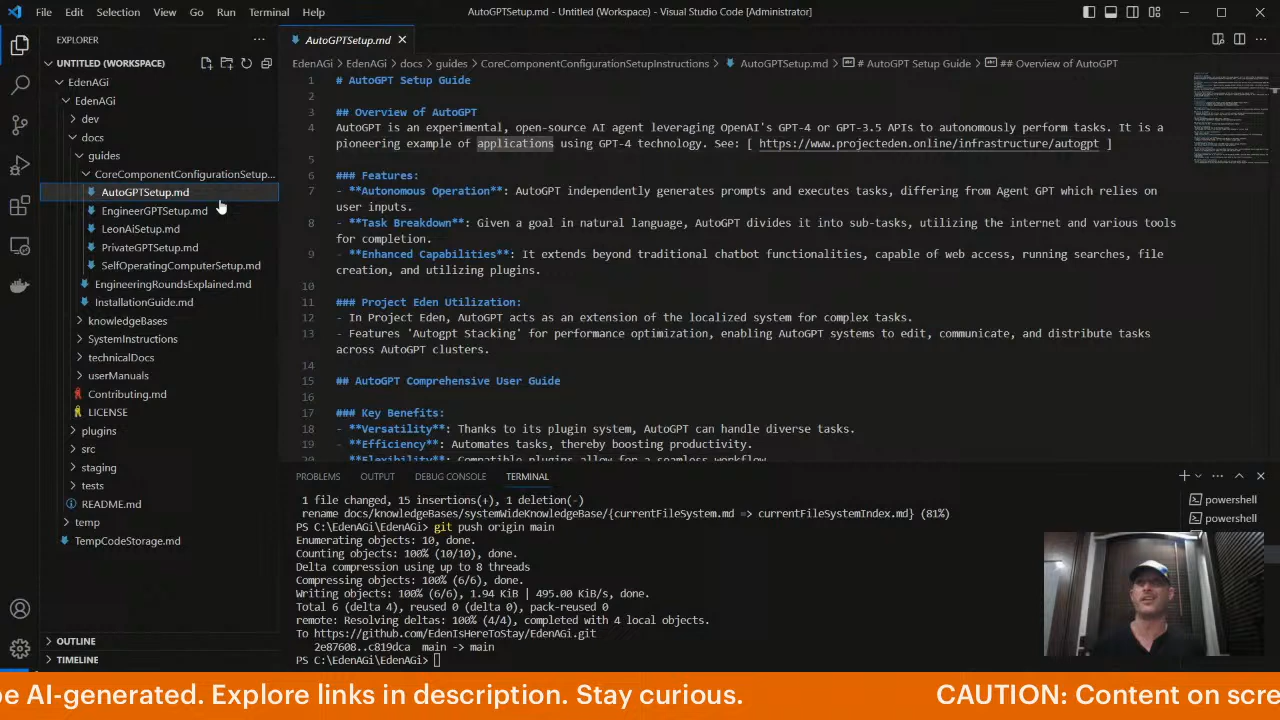 File Edit Selection View Go Run Terminal Help
AutoGPTSetup.md - Untitled (Workspace) - Visual Studio Code [Administrator]
EXPLORER
UNTITLED (WORKSPACE)
EdenAGi
EdenAGi
dev
docs
guides
CoreComponentConfigurationSetup...
AutoGPTSetup.md
EngineerGPTSetup.md
LeonAiSetup.md
PrivateGPTSetup.md
SelfOperatingComputerSetup.md
EngineeringRoundsExplained.md
InstallationGuide.md
knowledgeBases
SystemInstructions
technicalDocs
userManuals
Contributing.md
LICENSE
plugins
src
staging
tests
README.md
temp
TempCodeStorage.md
OUTLINE
TIMELINE
AutoGPTSetup.md
EdenAGi > EdenAGi > docs > guides > CoreComponentConfigurationSetupInstructions > AutoGPTSetup.md > # AutoGPT Setup Guide > ## Overview of AutoGPT
1 # AutoGPT Setup Guide
2
3 ## Overview of AutoGPT
4 AutoGPT is an experimental open-source AI agent leveraging OpenAI's GPT-4 or GPT-3.5 APIs to autonomously perform tasks. It is a
pioneering example of applications using GPT-4 technology. See: [ https://www.projecteden.online/infrastructure/autogpt ]
5
6 ### Features:
7 - **Autonomous Operation**: AutoGPT independently generates prompts and executes tasks, differing from Agent GPT which relies on
user inputs.
8 - **Task Breakdown**: Given a goal in natural language, AutoGPT divides it into sub-tasks, utilizing the internet and various tools
for completion.
9 - **Enhanced Capabilities**: It extends beyond traditional chatbot functionalities, capable of web access, running searches, file
creation, and utilizing plugins.
10
11 ### Project Eden Utilization:
12 - In Project Eden, AutoGPT acts as an extension of the localized system for complex tasks.
13 - Features 'Autogpt Stacking' for performance optimization, enabling AutoGPT systems to edit, communicate, and distribute tasks
across AutoGPT clusters.
14
15 ## AutoGPT Comprehensive User Guide
16
17 ### Key Benefits:
18 - **Versatility**: Thanks to its plugin system, AutoGPT can handle diverse tasks.
19 - **Efficiency**: Automates tasks, thereby boosting productivity.
20 - **Flexibility**: Compatible plugins allow for a seamless workflow.
PROBLEMS OUTPUT DEBUG CONSOLE TERMINAL
1 file changed, 15 insertions(+), 1 deletion(-)
rename docs/knowledgeBases/systemWideKnowledgeBase/{currentFileSystem.md => currentFileSystemIndex.md} (81%)
PS C:\EdenAGi\EdenAGi> git push origin main
Enumerating objects: 10, done.
Counting objects: 100% (10/10), done.
Delta compression using up to 8 threads
Compressing objects: 100% (6/6), done.
Writing objects: 100% (6/6), 1.94 KiB | 495.00 KiB/s, done.
Total 6 (delta 4), reused 0 (delta 0), pack-reused 0
remote: Resolving deltas: 100% (4/4), completed with 4 local objects.
To https://github.com/EdenIsHereToStay/EdenAGi.git
2e87608..c819dca main -> main
PS C:\EdenAGi\EdenAGi>
powershell
powershell
be AI-generated. Explore links in description. Stay curious. CAUTION: Content on scre